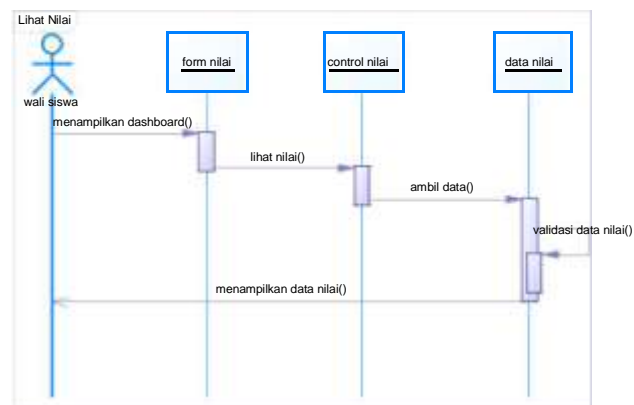 Lihat Nilai
form nilai
control nilai
data nilai
wali siswa
menampilkan dashboard()
lihat nilai()
ambil data()
validasi data nilai()
menampilkan data nilai()